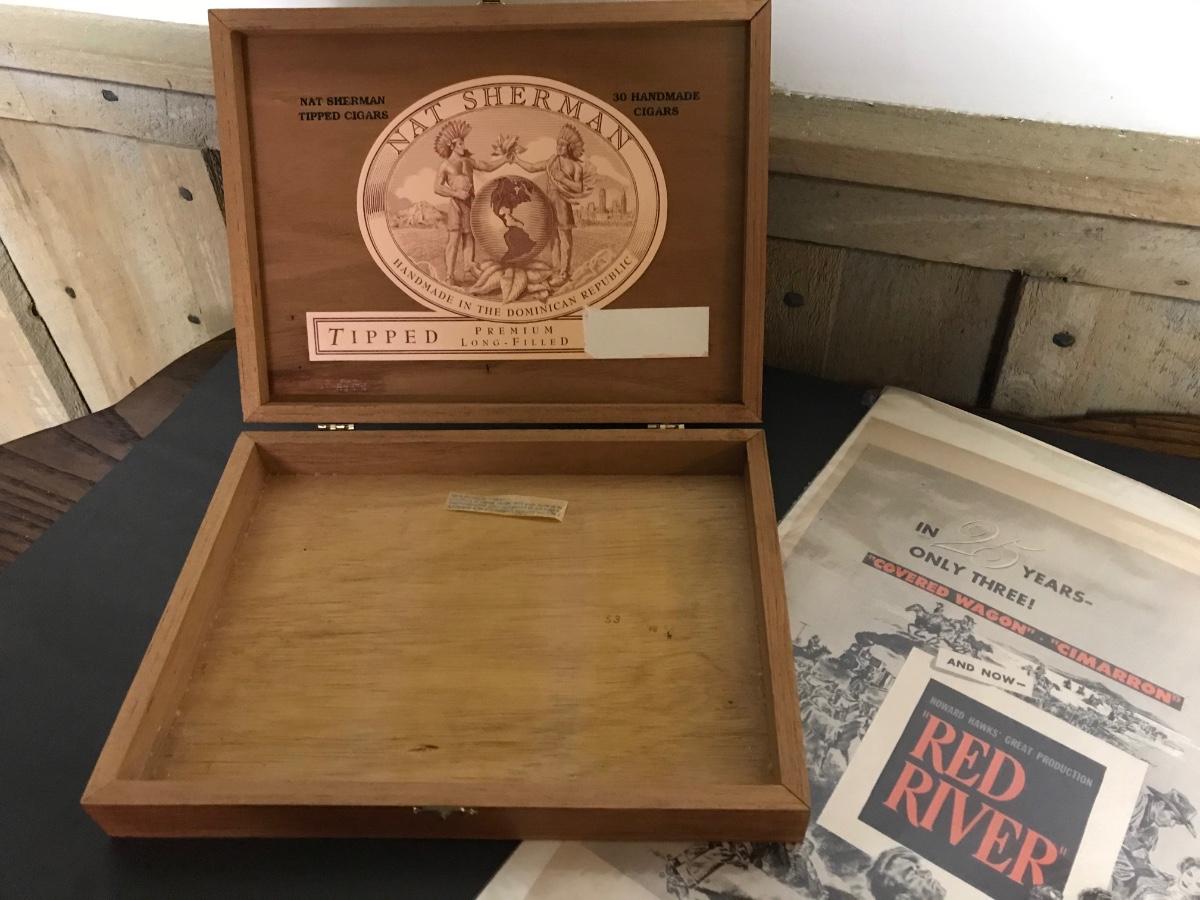 NAT SHERMAN
TIPPED CIGARS
30 HANDMADE
CIGARS
NAT SHERMAN
HANDMADE IN THE DOMINICAN REPUBLIC
TIPPED
PREMIUM
LONG-FILLED
53
IN 25 YEARS-
ONLY THREE!
"COVERED WAGON" · "CIMARRON"
AND NOW—
HOWARD HAWKS' GREAT PRODUCTION
"RED
RIVER"